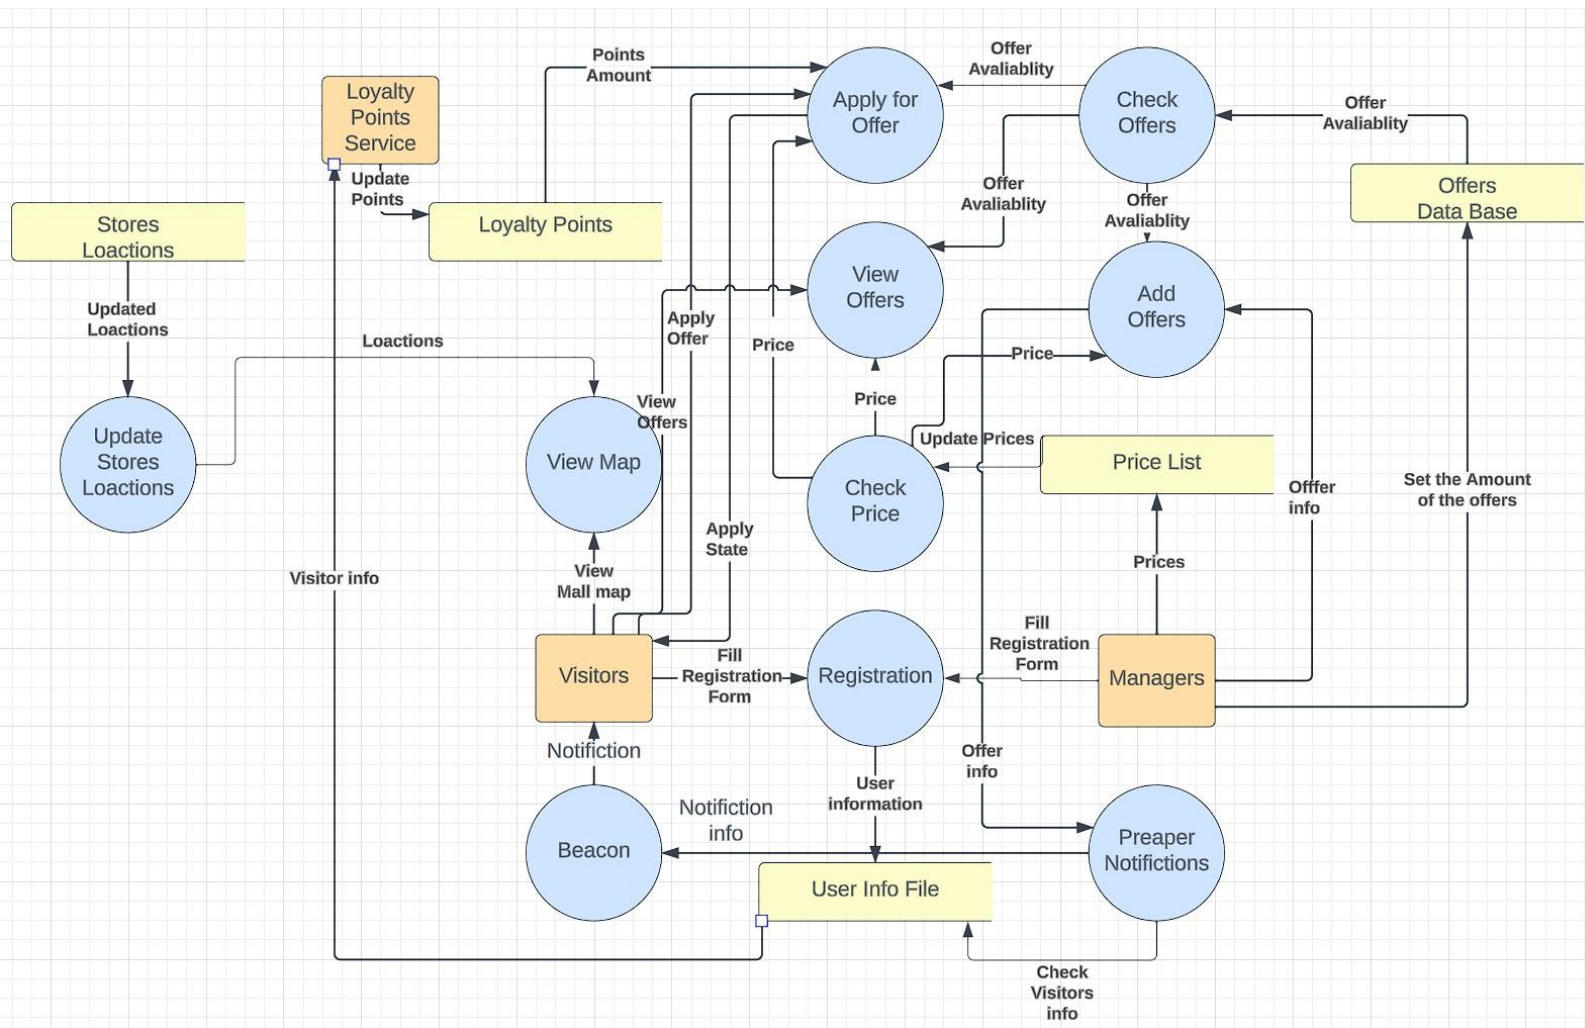 Points
Amount
Offer
Avaliablity
Loyalty
Points
Service
Apply for
Offer
Check
Offers
Offer
Avaliablity
Update
Points
Offer
Avaliablity
Offer
Avaliablity
Offers
Data Base
Stores
Loactions
Loyalty Points
View
Offers
Add
Offers
Updated
Loactions
Apply
Offer
Loactions
Price
Price
View
Offers
Price
Update Prices
Update
Stores
Loactions
View Map
Price List
Check
Price
Offfer
info
Set the Amount
of the offers
Apply
State
Visitor info
View
Mall map
Prices
Fill
Registration
Form
Visitors
Fill
Registration
Form
Registration
Managers
Notifiction
Offer
info
User
information
Notifiction
info
Beacon
Preaper
Notifictions
User Info File
Check
Visitors
info